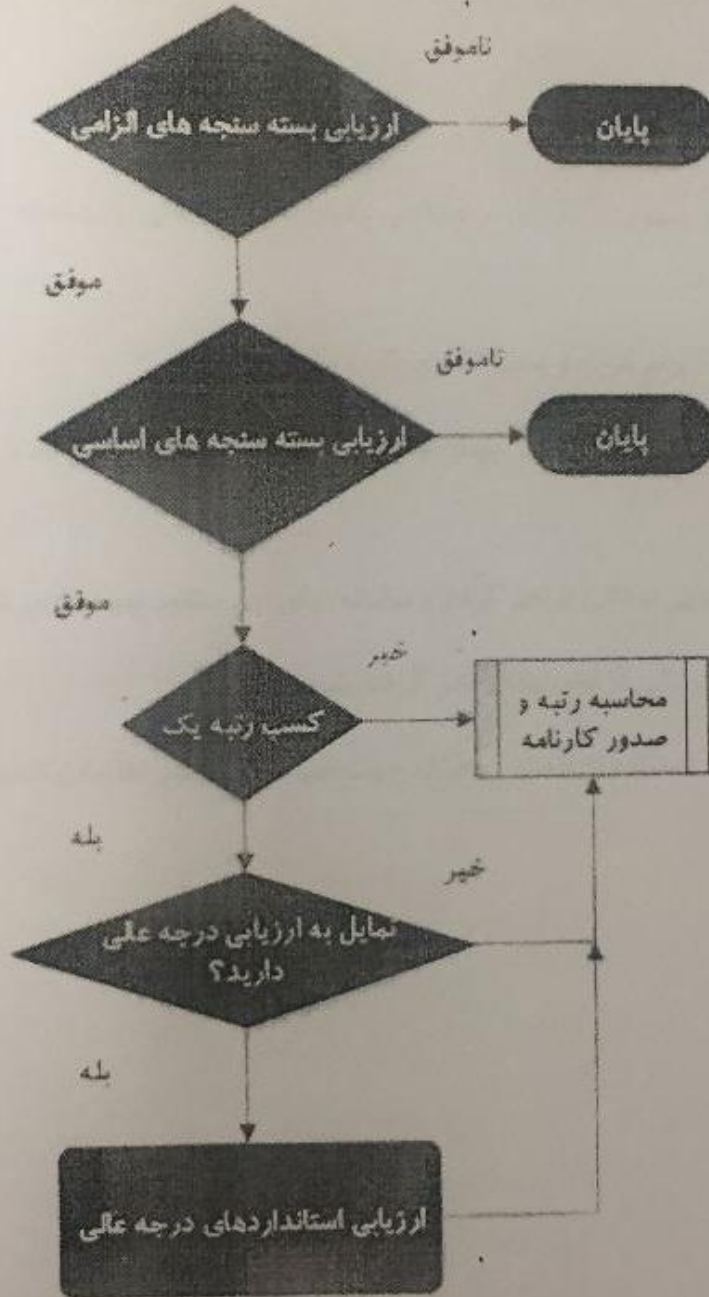 ناموفق
ارزیابی بسته سنجه های الزامی
پایان
موفق
ناموفق
ارزیابی بسته سنجه های اساسی
پایان
موفق
خیر
کسب رتبه یک
محاسبه رتبه و
صدور کارنامه
بله
خیر
تمایل به ارزیابی درجه عالی
دارید؟
بله
ارزیابی استانداردهای درجه عالی